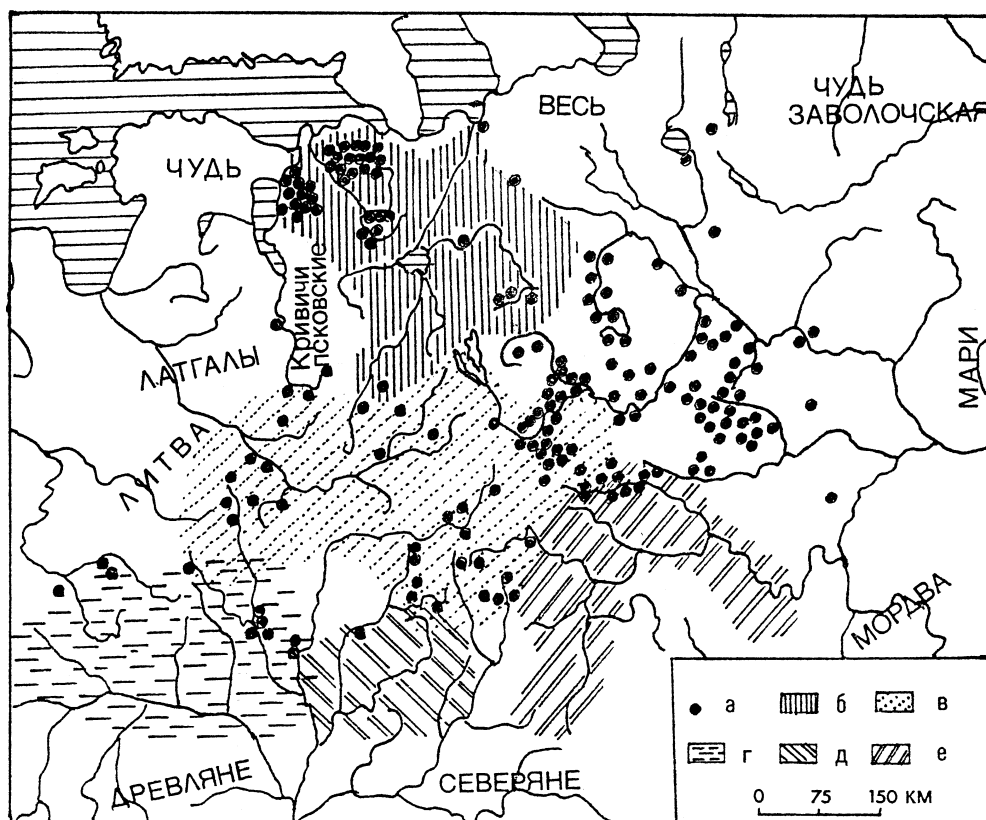 ВЕСЬ
ЧУДЬ
ЗАВОЛОЧСКАЯ
ЧУДЬ
Кривичи
псковские
ЛАТГАЛЫ
МАРИ
ЛИТВА
МОРДВА
ДРЕВЛЯНЕ
СЕВЕРЯНЕ
а б в
г д е
0 75 150 КМ